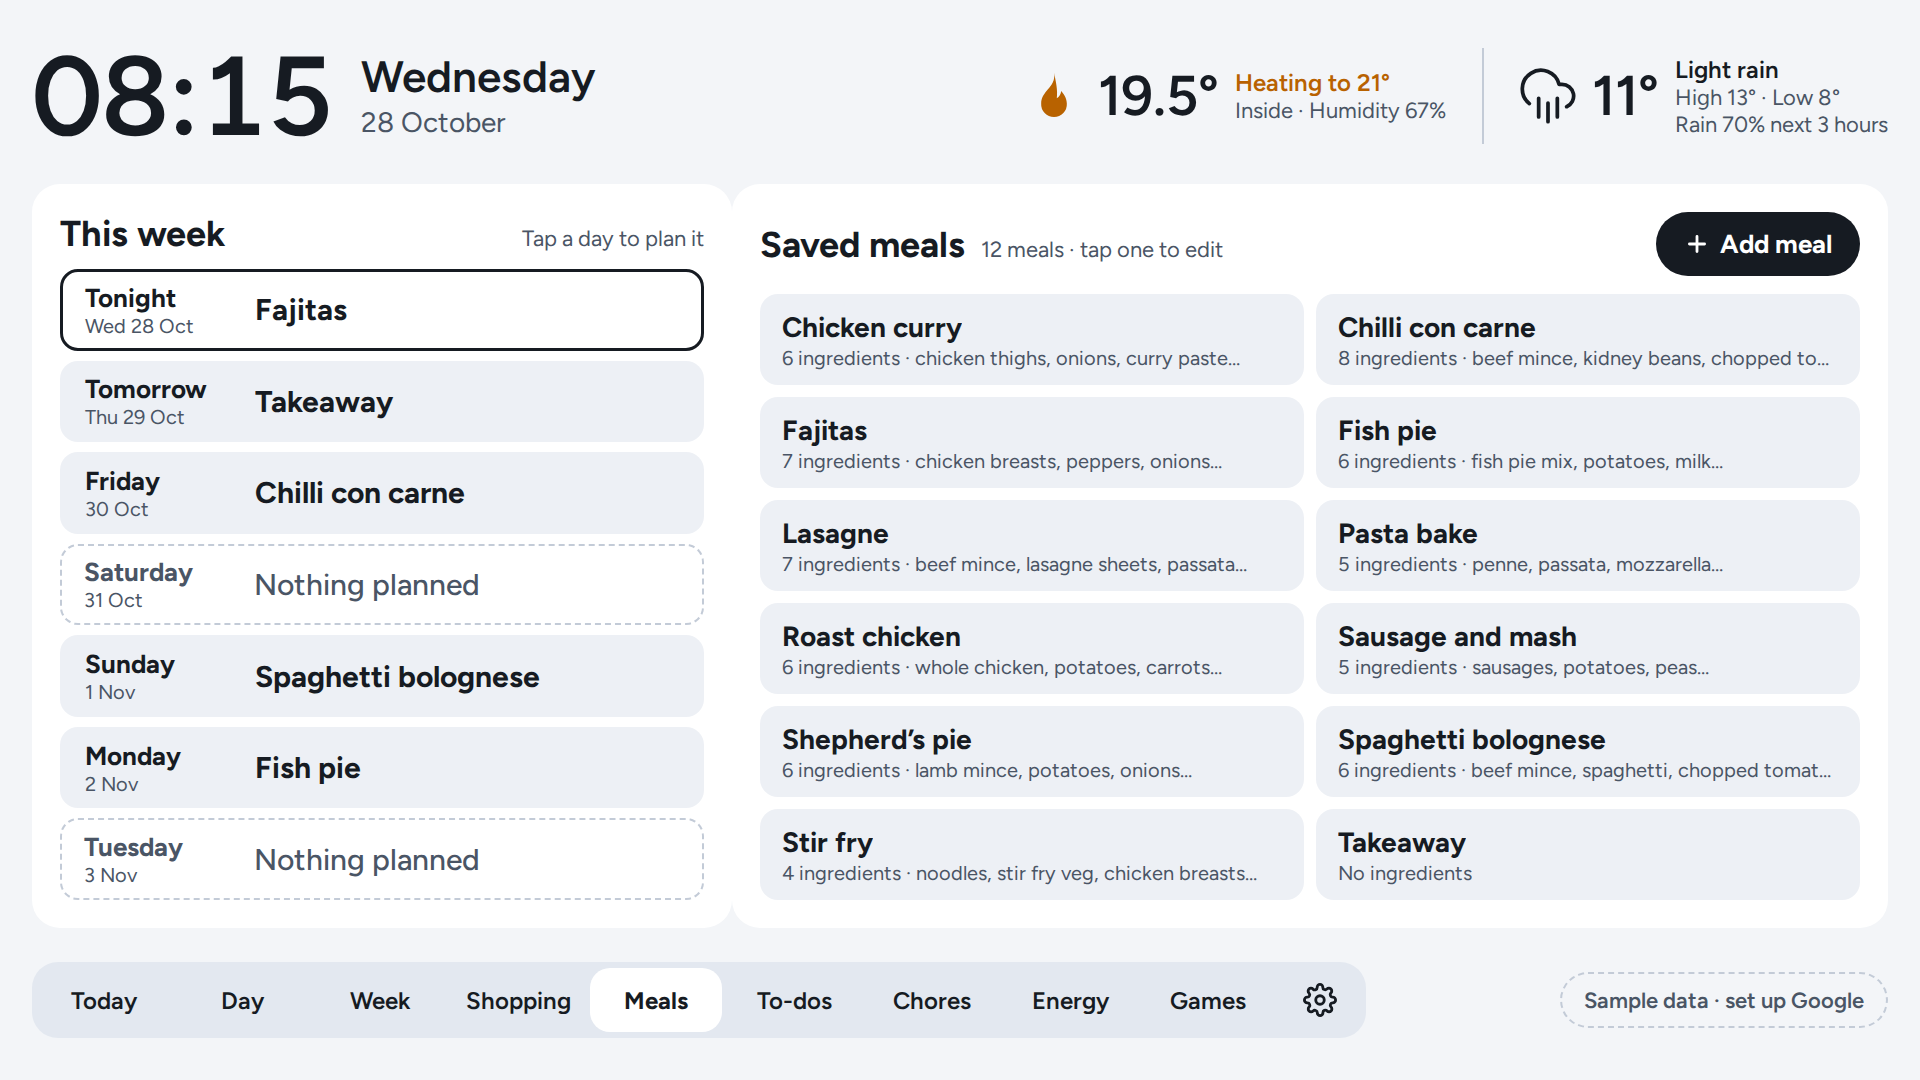 08:15
Wednesday
28 October
19.5°
Heating to 21°
Inside · Humidity 67%
11°
Light rain
High 13° · Low 8°
Rain 70% next 3 hours
This week
Tap a day to plan it
Tonight
Wed 28 Oct
Fajitas
Tomorrow
Thu 29 Oct
Takeaway
Friday
30 Oct
Chilli con carne
Saturday
31 Oct
Nothing planned
Sunday
1 Nov
Spaghetti bolognese
Monday
2 Nov
Fish pie
Tuesday
3 Nov
Nothing planned
Saved meals
12 meals · tap one to edit
+ Add meal
Chicken curry
6 ingredients · chicken thighs, onions, curry paste...
Chilli con carne
8 ingredients · beef mince, kidney beans, chopped to...
Fajitas
7 ingredients · chicken breasts, peppers, onions...
Fish pie
6 ingredients · fish pie mix, potatoes, milk...
Lasagne
7 ingredients · beef mince, lasagne sheets, passata...
Pasta bake
5 ingredients · penne, passata, mozzarella...
Roast chicken
6 ingredients · whole chicken, potatoes, carrots...
Sausage and mash
5 ingredients · sausages, potatoes, peas...
Shepherd’s pie
6 ingredients · lamb mince, potatoes, onions...
Spaghetti bolognese
6 ingredients · beef mince, spaghetti, chopped tomat...
Stir fry
4 ingredients · noodles, stir fry veg, chicken breasts...
Takeaway
No ingredients
Today
Day
Week
Shopping
Meals
To-dos
Chores
Energy
Games
Sample data · set up Google